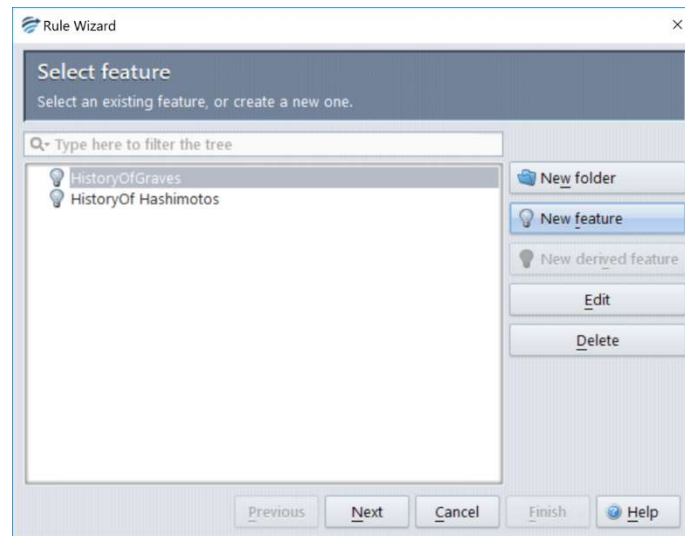 Rule Wizard
Select feature
Select an existing feature, or create a new one.
Type here to filter the tree
HistoryOfGraves
HistoryOf Hashimotos
New folder
New feature
New derived feature
Edit
Delete
Previous Next Cancel Finish Help